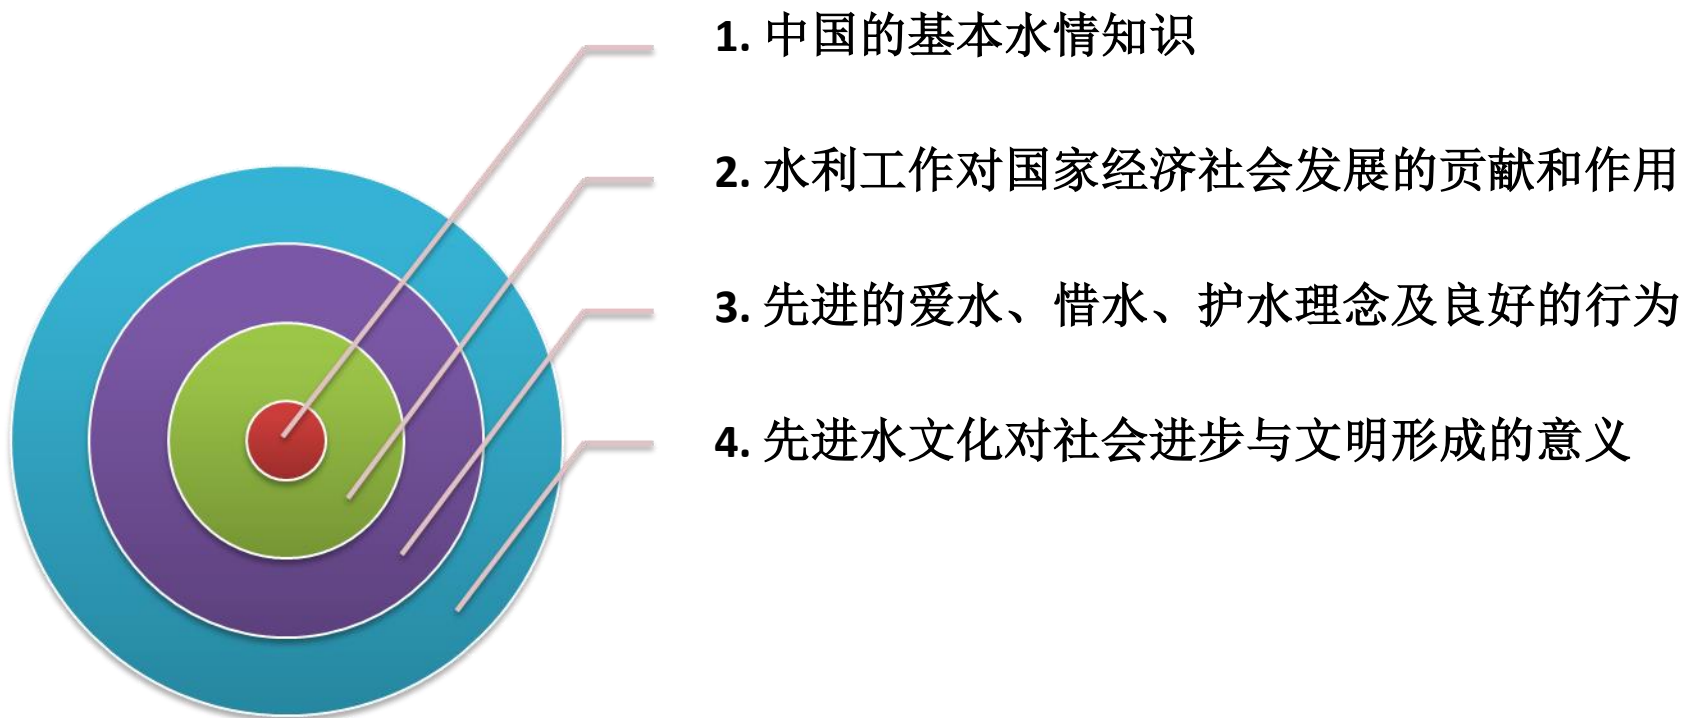 1. 中国的基本水情知识
2. 水利工作对国家经济社会发展的贡献和作用
3. 先进的爱水、惜水、护水理念及良好的行为
4. 先进水文化对社会进步与文明形成的意义